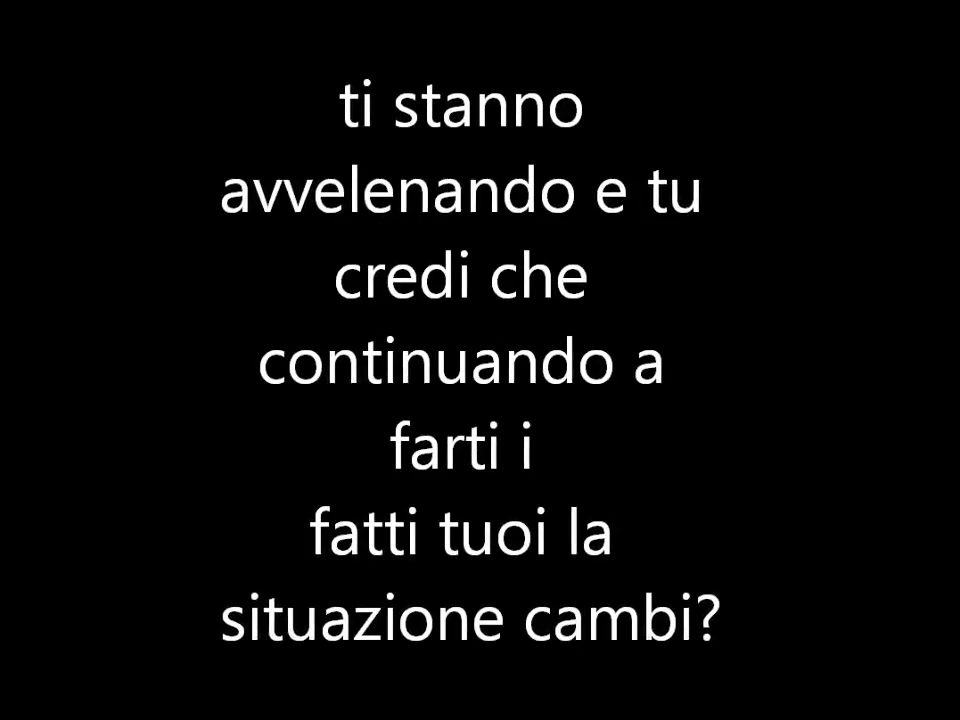 ti stanno
avvelenando e tu
credi che
continuando a
farti i
fatti tuoi la
situazione cambi?